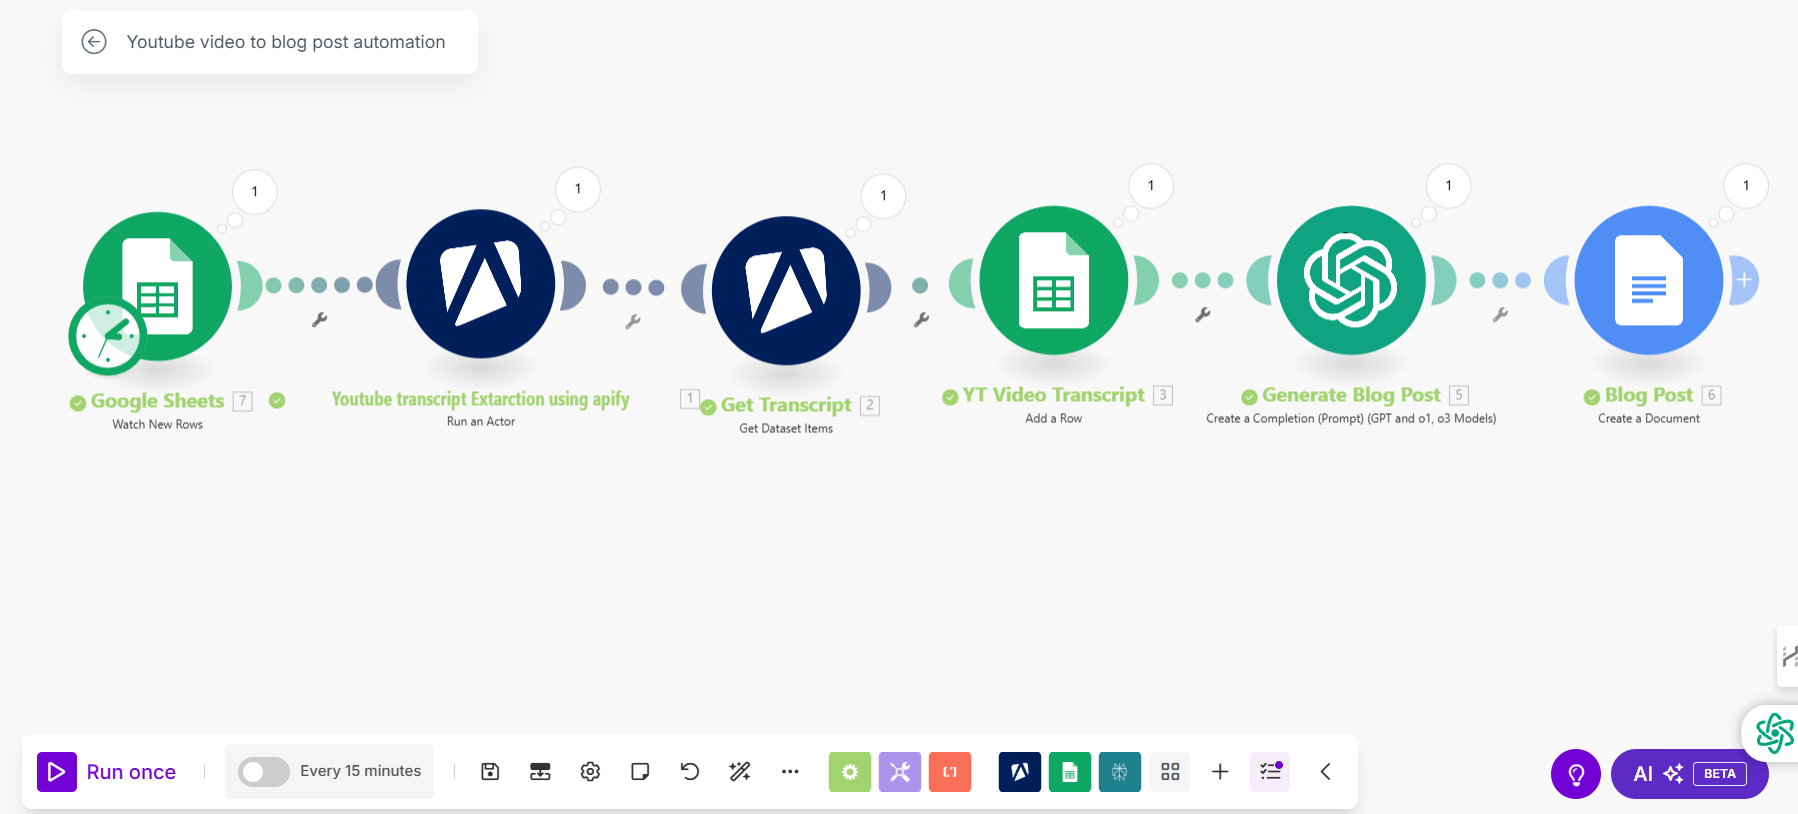 Youtube video to blog post automation
1
1
1
1
1
1
Google Sheets 7
Watch New Rows
Youtube transcript Extarction using apify 1
Run an Actor
Get Transcript 2
Get Dataset Items
YT Video Transcript 3
Add a Row
Generate Blog Post 5
Create a Completion (Prompt) (GPT and o1, o3 Models)
Blog Post 6
Create a Document
Run once
Every 15 minutes
AI BETA